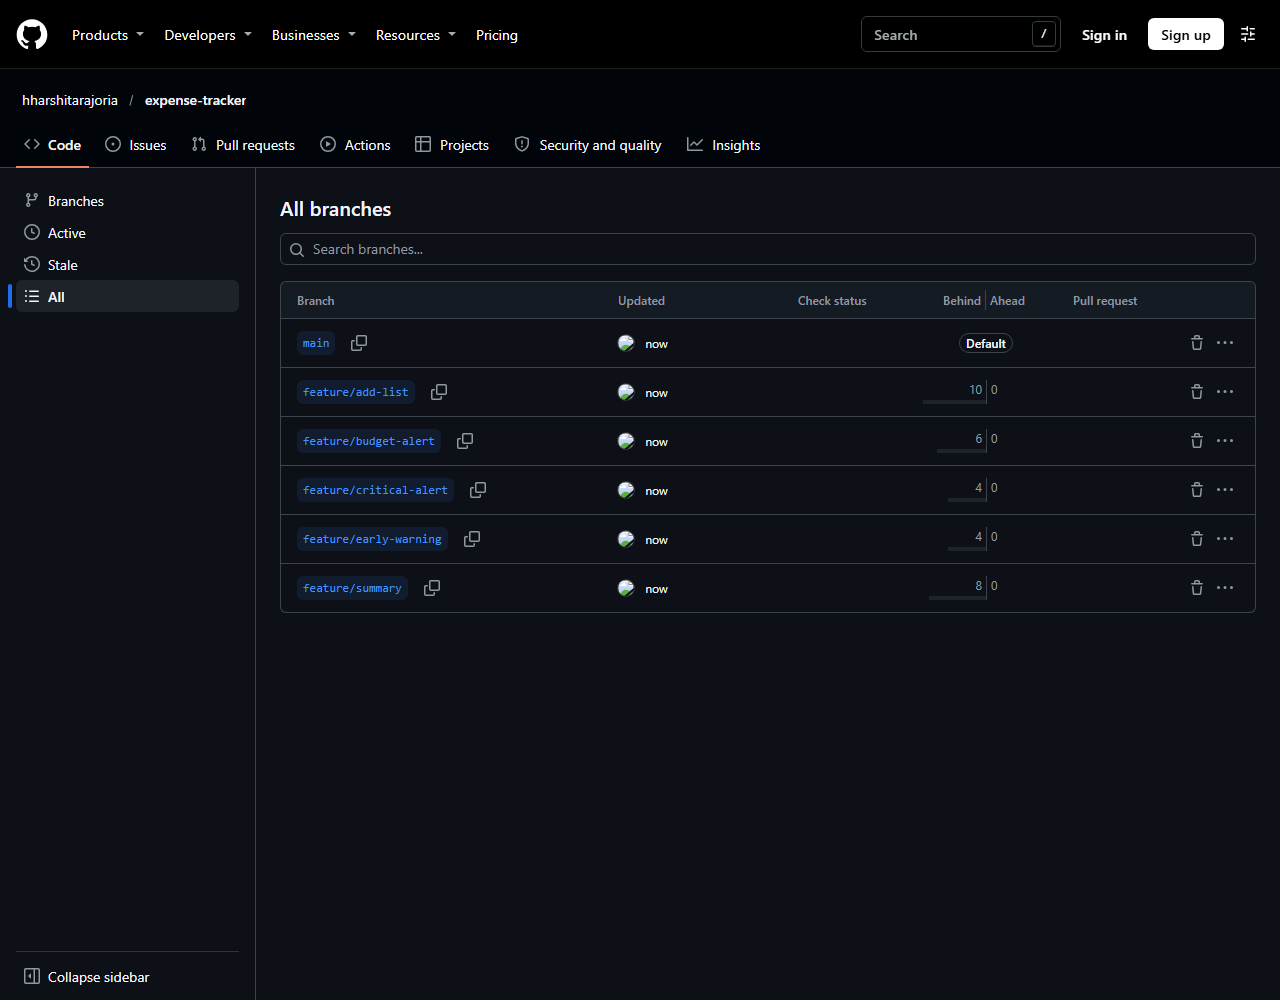 Products Developers Businesses Resources Pricing Search / Sign in Sign up
hharshitarajoria / expense-tracker
Code Issues Pull requests Actions Projects Security and quality Insights
Branches
Active
Stale
All
Collapse sidebar
All branches
Search branches...
Branch Updated Check status Behind Ahead Pull request
main now Default
feature/add-list now 10 0
feature/budget-alert now 6 0
feature/critical-alert now 4 0
feature/early-warning now 4 0
feature/summary now 8 0